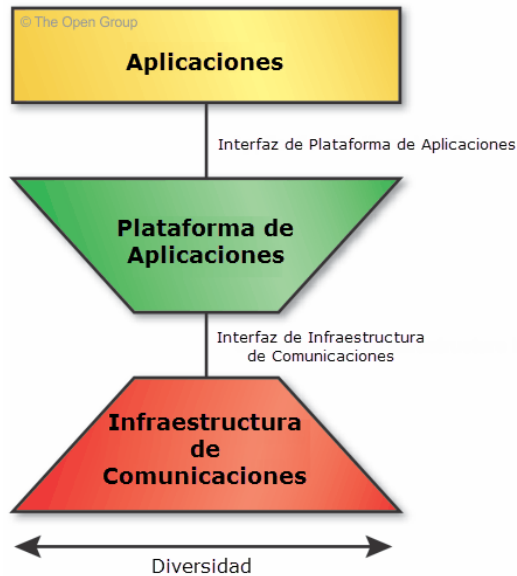 © The Open Group
Aplicaciones
Interfaz de Plataforma de Aplicaciones
Plataforma de
Aplicaciones
Interfaz de Infraestructura
de Comunicaciones
Infraestructura
de
Comunicaciones
Diversidad